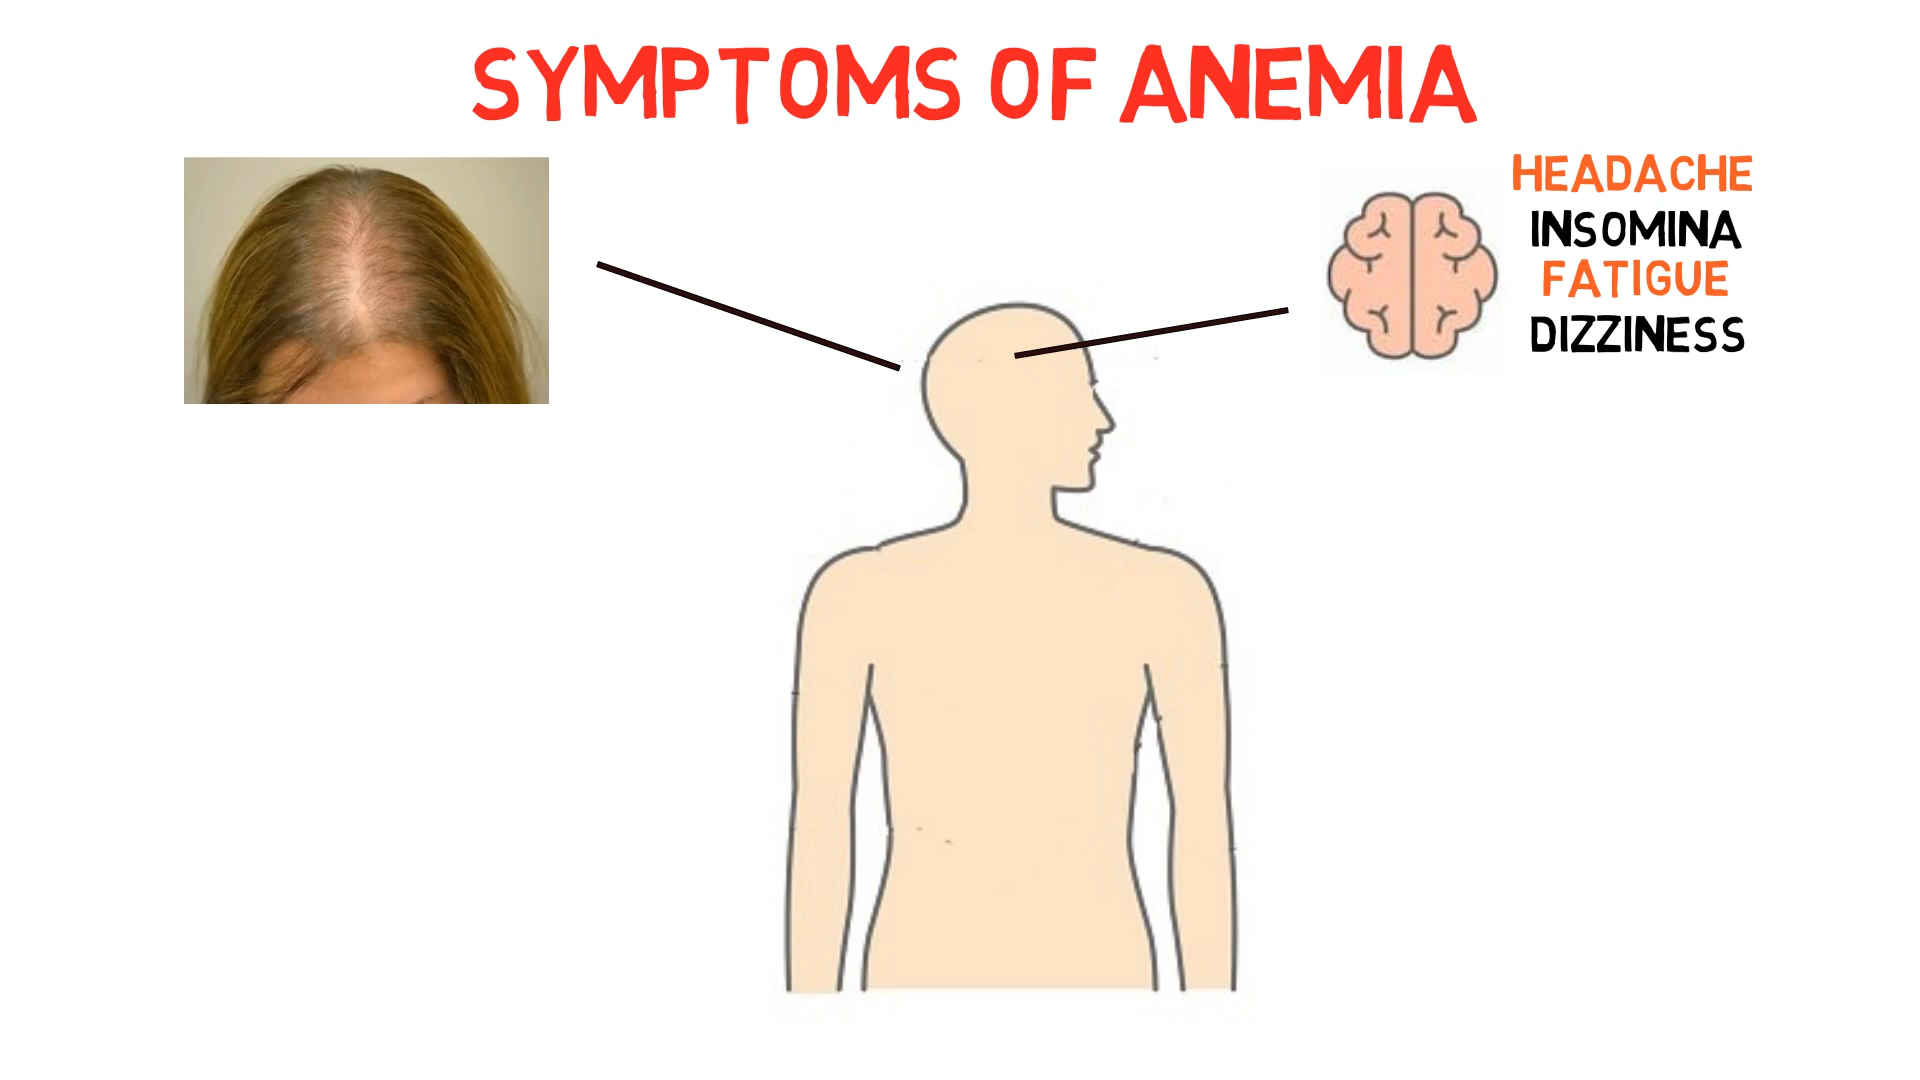 SYMPTOMS OF ANEMIA
HEADACHE
INSOMINA
FATIGUE
DIZZINESS